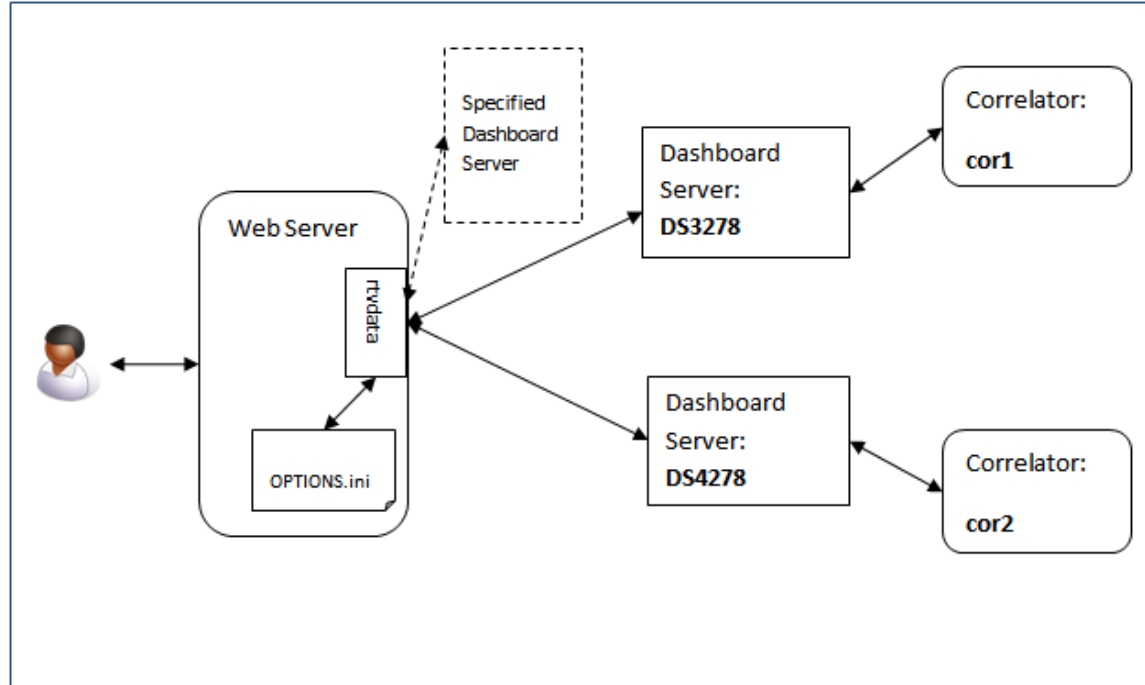 Specified
Dashboard
Server
Web Server
rtvdata
OPTIONS.ini
Dashboard
Server:
DS3278
Correlator:
cor1
Dashboard
Server:
DS4278
Correlator:
cor2